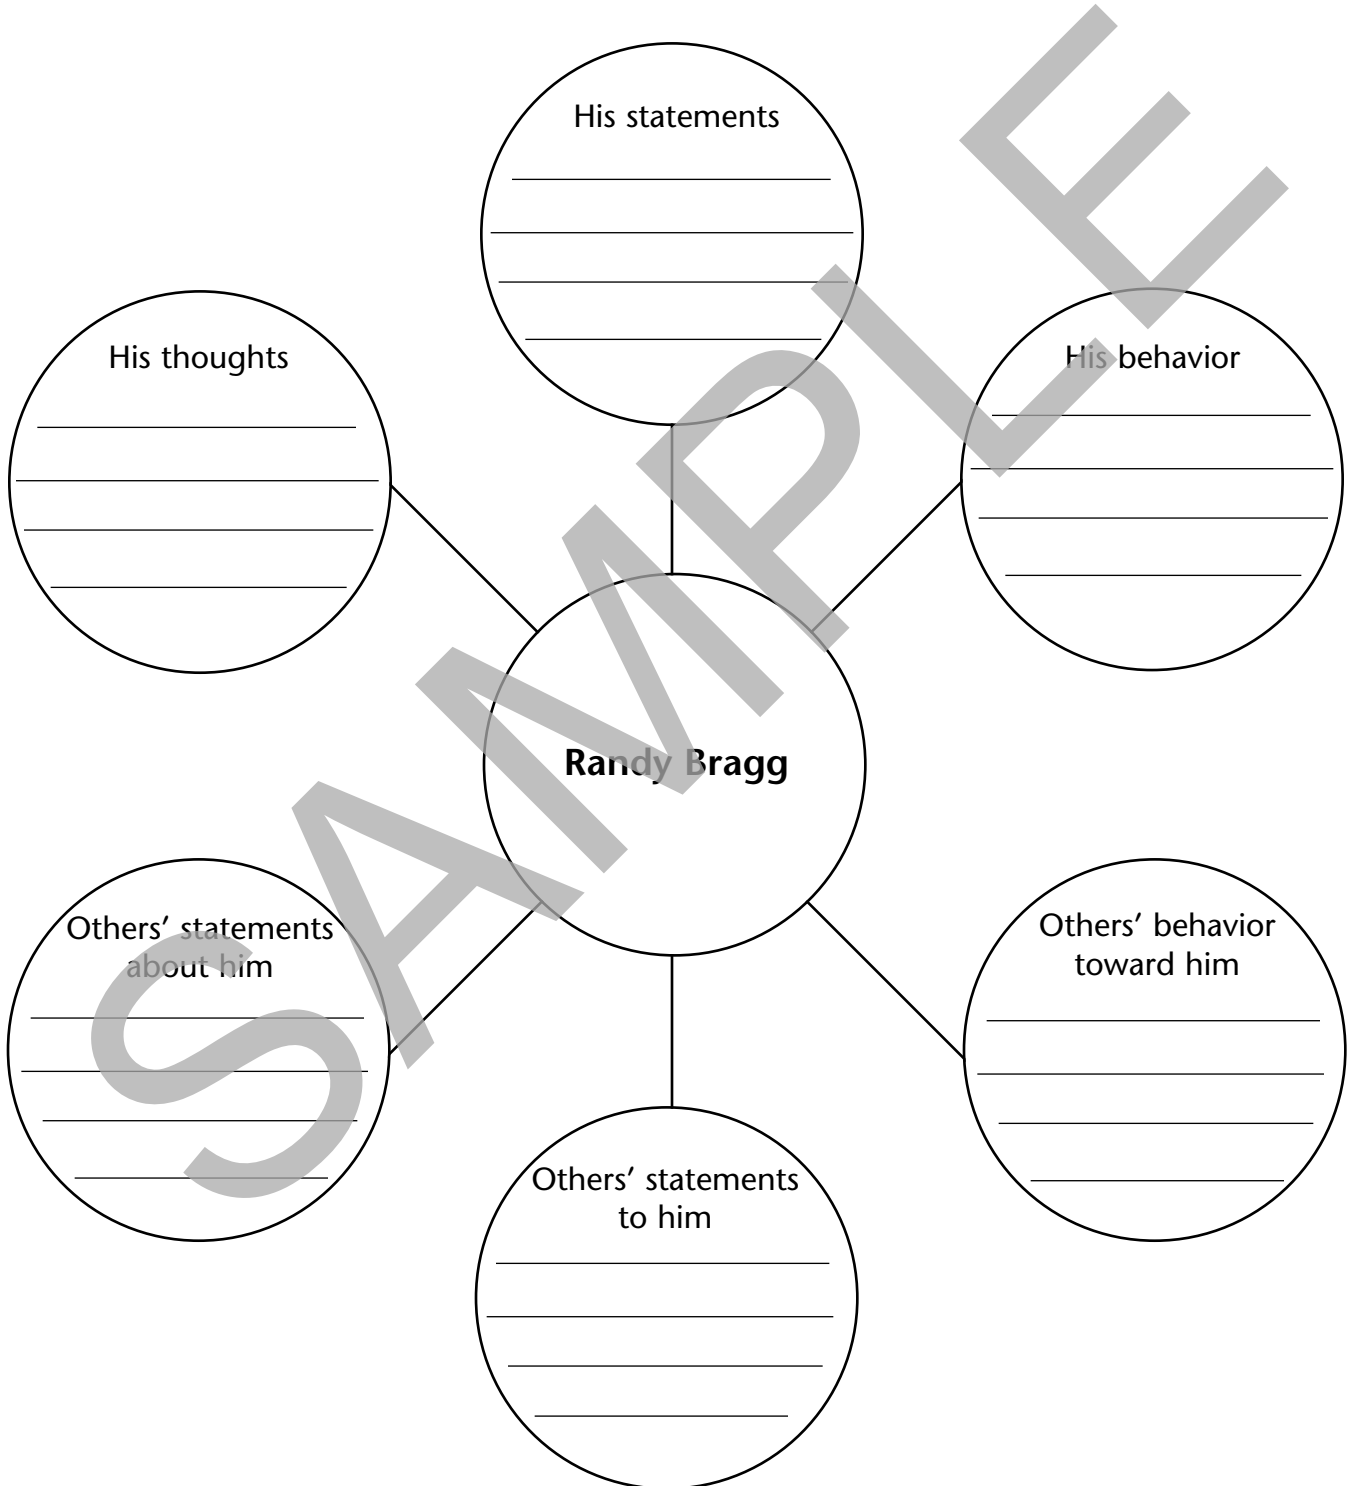 His statements
His thoughts
His behavior
Randy Bragg
Others' statements
about him
Others' behavior
toward him
Others' statements
to him
SAMPLE